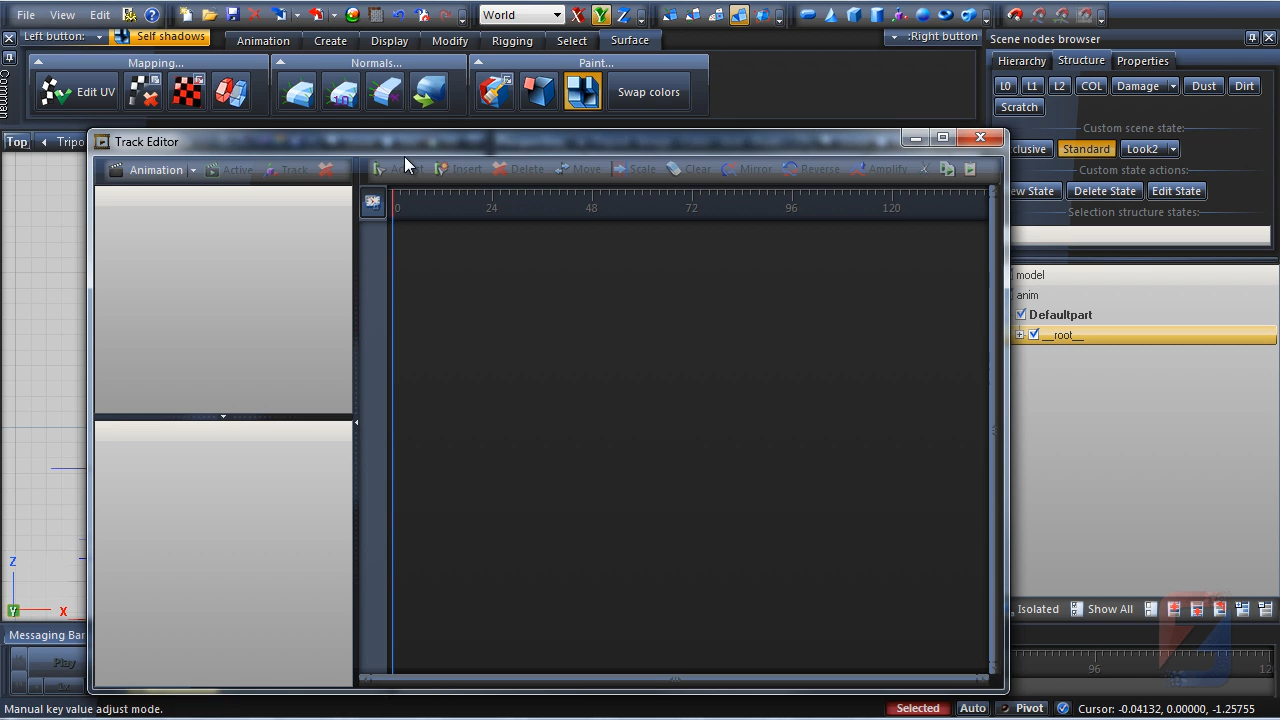 File View World :Right button Scene nodes browser
Left button: Self shadows Animation Create Display Modify Rigging Select Surface
Hierarchy Structure Properties
Mapping... Normals... Paint...
Edit UV Swap colors
L0 L1 L2 COL Damage Dust Dirt
Scratch
Custom scene state:
Standard Look2
Custom scene actions:
Delete State Edit State
Selection structure states:
Top Tripo
Track Editor
Animation Active Track Insert Delete Move Scale Clear Mirror Reverse Amplify
0 24 48 72 96 120
model
anim
Defaultpart
__root__
Z
Y X
Isolated Show All
Messaging Bar
Play
1x
96
Manual key value adjust mode. Selected Auto Pivot Cursor: -0.04132, 0.00000, -1.25755